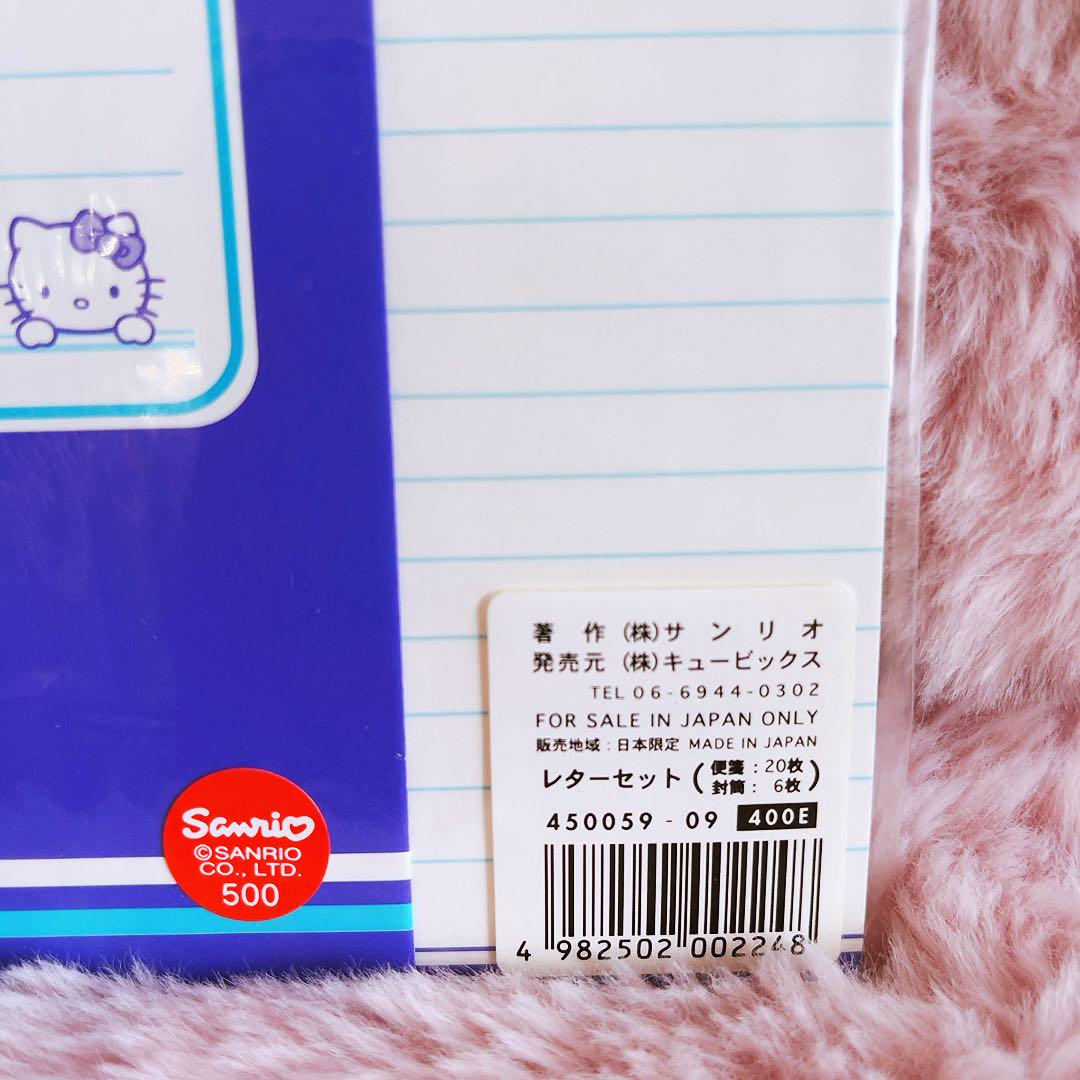 著作 (株)サンリオ
発売元 (株)キュービックス
TEL 06-6944-0302
FOR SALE IN JAPAN ONLY
販売地域:日本限定 MADE IN JAPAN
レターセット (便箋:20枚
封筒: 6枚)
450059-09 400E
4 982502 002248
Sanrio
©SANRIO
CO., LTD.
500